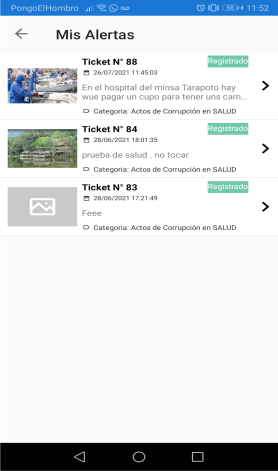 PongoElHombro 58 11:52
Mis Alertas
Ticket N° 88 Registrado
26/07/2021 11:45:03
En el hospital del minsa Tarapoto hay
wue pagar un cupo para tener uns cam...
Categoria: Actos de Corrupción en SALUD
Ticket N° 84 Registrado
28/06/2021 18:01:35
prueba de salud . no tocar
Categoria: Actos de Corrupción en SALUD
Ticket N° 83 Registrado
28/06/2021 17:21:49
Feee
Categoria: Actos de Corrupción en SALUD